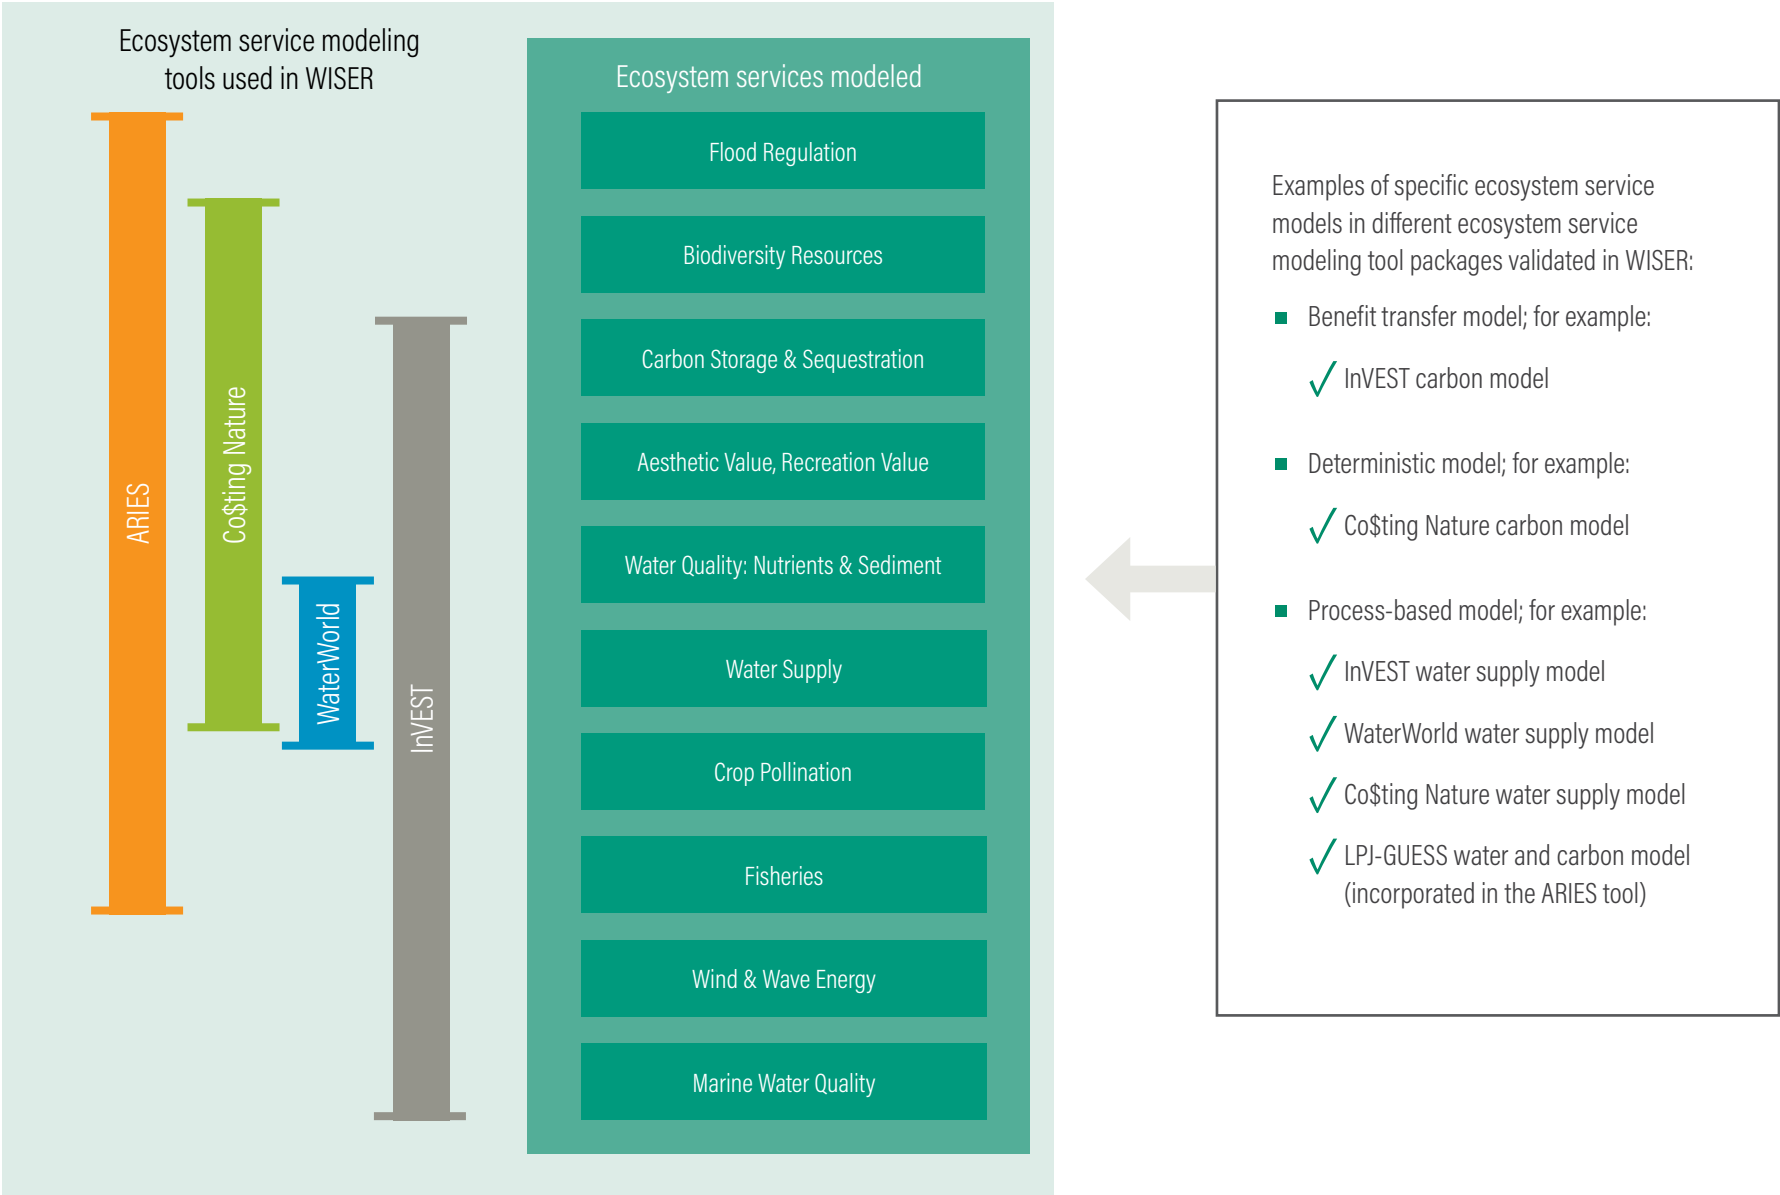 Ecosystem service modeling
tools used in WISER
ARIES
Co$ting Nature
WaterWorld
InVEST
Ecosystem services modeled
Flood Regulation
Biodiversity Resources
Carbon Storage & Sequestration
Aesthetic Value, Recreation Value
Water Quality: Nutrients & Sediment
Water Supply
Crop Pollination
Fisheries
Wind & Wave Energy
Marine Water Quality
Examples of specific ecosystem service
models in different ecosystem service
modeling tool packages validated in WISER:
Benefit transfer model; for example:
InVEST carbon model
Deterministic model; for example:
Co$ting Nature carbon model
Process-based model; for example:
InVEST water supply model
WaterWorld water supply model
Co$ting Nature water supply model
LPJ-GUESS water and carbon model
(incorporated in the ARIES tool)